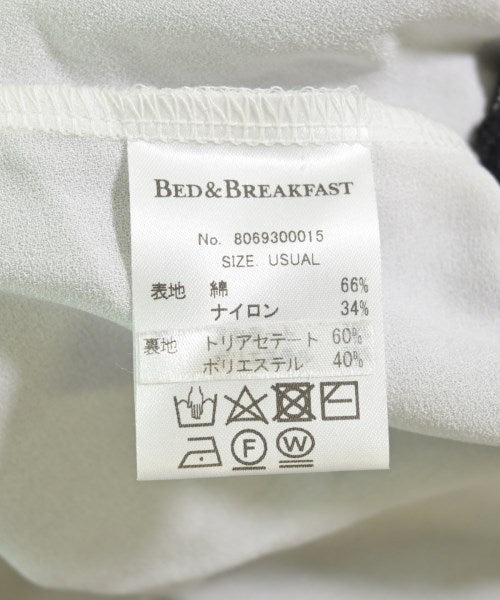 BED&BREAKFAST
No. 8069300015
SIZE. USUAL
表地 綿 66%
ナイロン 34%
裏地 トリアセテート 60%
ポリエステル 40%
F W